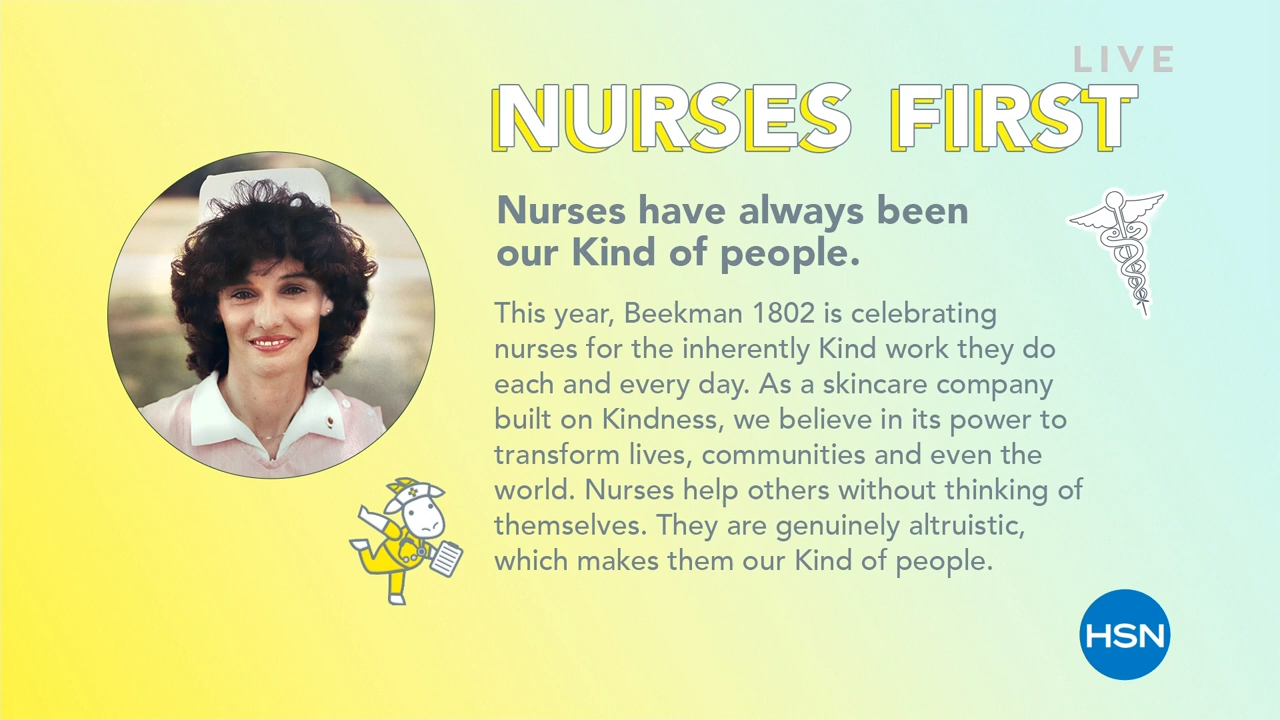 LIVE
NURSES FIRST
Nurses have always been
our Kind of people.
This year, Beekman 1802 is celebrating
nurses for the inherently Kind work they do
each and every day. As a skincare company
built on Kindness, we believe in its power to
transform lives, communities and even the
world. Nurses help others without thinking of
themselves. They are genuinely altruistic,
which makes them our Kind of people.
HSN